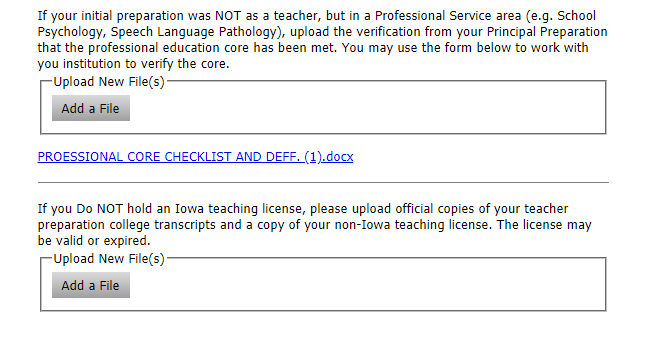 If your initial preparation was NOT as a teacher, but in a Professional Service area (e.g. School
Psychology, Speech Language Pathology), upload the verification from your Principal Preparation
that the professional education core has been met. You may use the form below to work with
you institution to verify the core.
Upload New File(s)
Add a File
PROESSIONAL CORE CHECKLIST AND DEFF. (1).docx
If you Do NOT hold an Iowa teaching license, please upload official copies of your teacher
preparation college transcripts and a copy of your non-Iowa teaching license. The license may
be valid or expired.
Upload New File(s)
Add a File